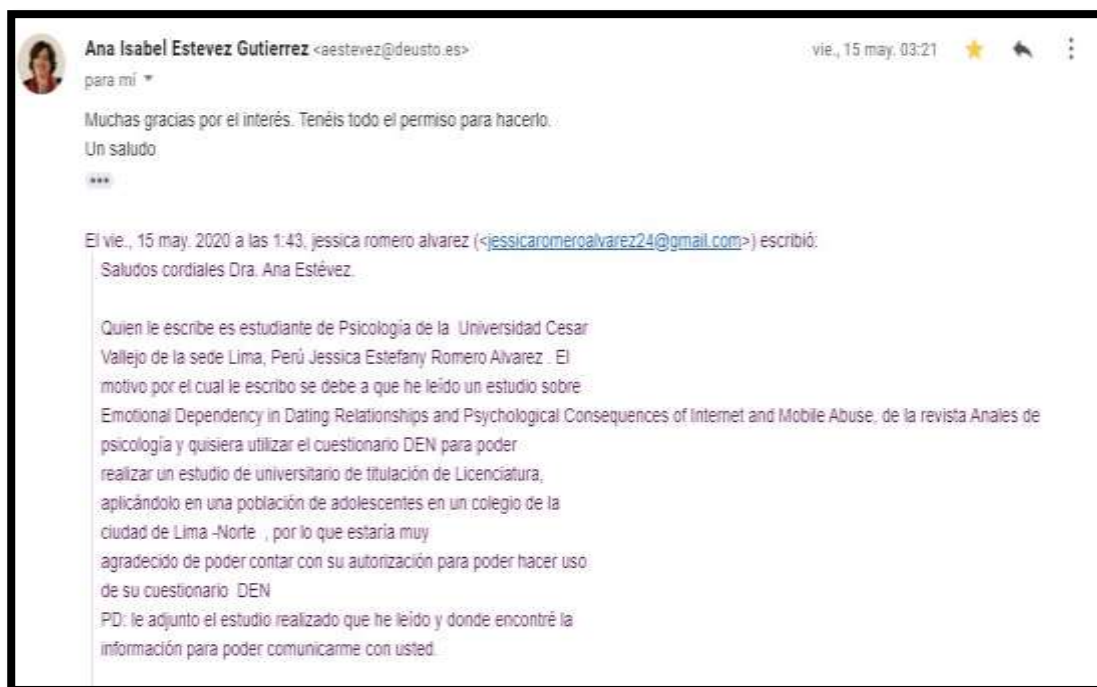 Ana Isabel Estevez Gutierrez <aestevez@deusto.es>
vie., 15 may. 03:21
para mí
Muchas gracias por el interés. Tenéis todo el permiso para hacerlo.
Un saludo
El vie., 15 may. 2020 a las 1:43, jessica romero alvarez (<jessicaromeroalvarez24@gmail.com>) escribió:
Saludos cordiales Dra. Ana Estévez.
Quien le escribe es estudiante de Psicología de la Universidad Cesar
Vallejo de la sede Lima, Perú Jessica Estefany Romero Alvarez . El
motivo por el cual le escribo se debe a que he leído un estudio sobre
Emotional Dependency in Dating Relationships and Psychological Consequences of Internet and Mobile Abuse, de la revista Anales de
psicología y quisiera utilizar el cuestionario DEN para poder
realizar un estudio de universitario de titulación de Licenciatura,
aplicándolo en una población de adolescentes en un colegio de la
ciudad de Lima -Norte , por lo que estaría muy
agradecido de poder contar con su autorización para poder hacer uso
de su cuestionario DEN
PD: le adjunto el estudio realizado que he leído y donde encontré la
información para poder comunicarme con usted.